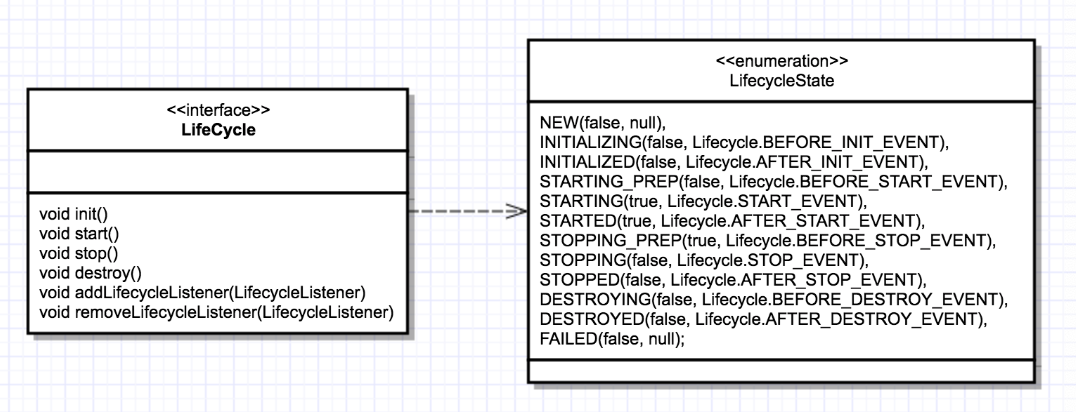 <<interface>>
LifeCycle
void init()
void start()
void stop()
void destroy()
void addLifecycleListener(LifecycleListener)
void removeLifecycleListener(LifecycleListener)
<<enumeration>>
LifecycleState
NEW(false, null),
INITIALIZING(false, Lifecycle.BEFORE_INIT_EVENT),
INITIALIZED(false, Lifecycle.AFTER_INIT_EVENT),
STARTING_PREP(false, Lifecycle.BEFORE_START_EVENT),
STARTING(true, Lifecycle.START_EVENT),
STARTED(true, Lifecycle.AFTER_START_EVENT),
STOPPING_PREP(true, Lifecycle.BEFORE_STOP_EVENT),
STOPPING(false, Lifecycle.STOP_EVENT),
STOPPED(false, Lifecycle.AFTER_STOP_EVENT),
DESTROYING(false, Lifecycle.BEFORE_DESTROY_EVENT),
DESTROYED(false, Lifecycle.AFTER_DESTROY_EVENT),
FAILED(false, null);